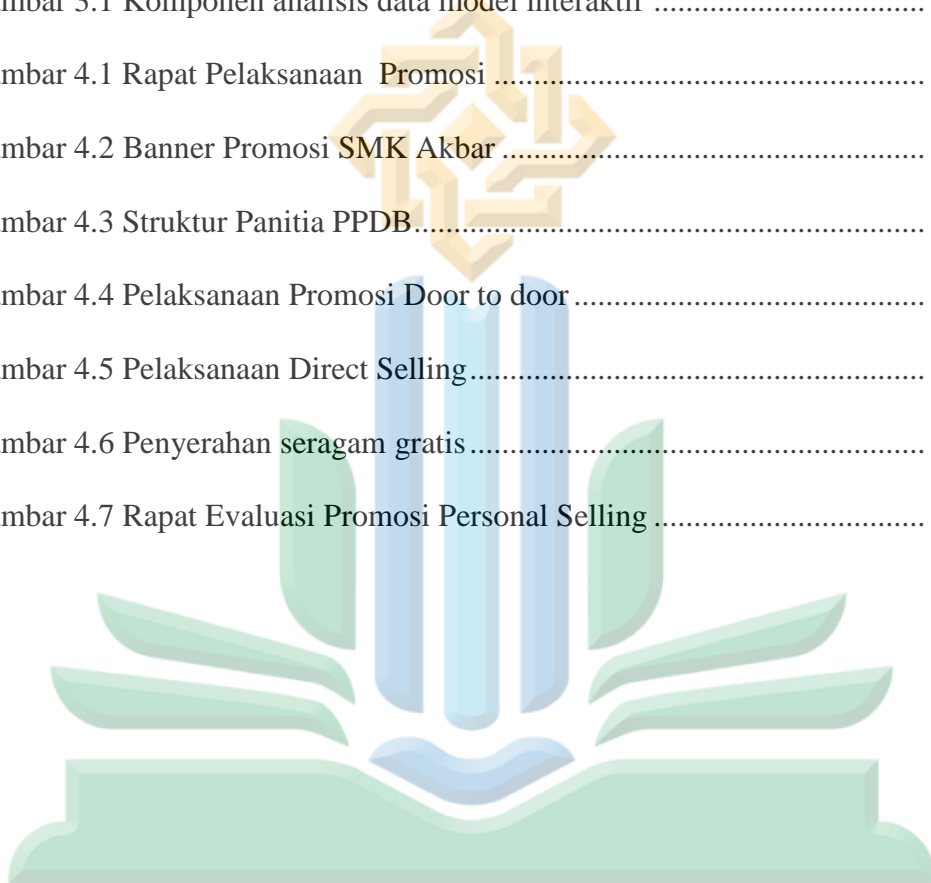 mbar 3.1 Komponen analisis data model interaktif ..................................
mbar 4.1 Rapat Pelaksanaan  Promosi ......................................................
mbar 4.2 Banner Promosi SMK Akbar .....................................................
mbar 4.3 Struktur Panitia PPDB................................................................
mbar 4.4 Pelaksanaan Promosi Door to door ............................................
mbar 4.5 Pelaksanaan Direct Selling.........................................................
mbar 4.6 Penyerahan seragam gratis .........................................................
mbar 4.7 Rapat Evaluasi Promosi Personal Selling ..................................